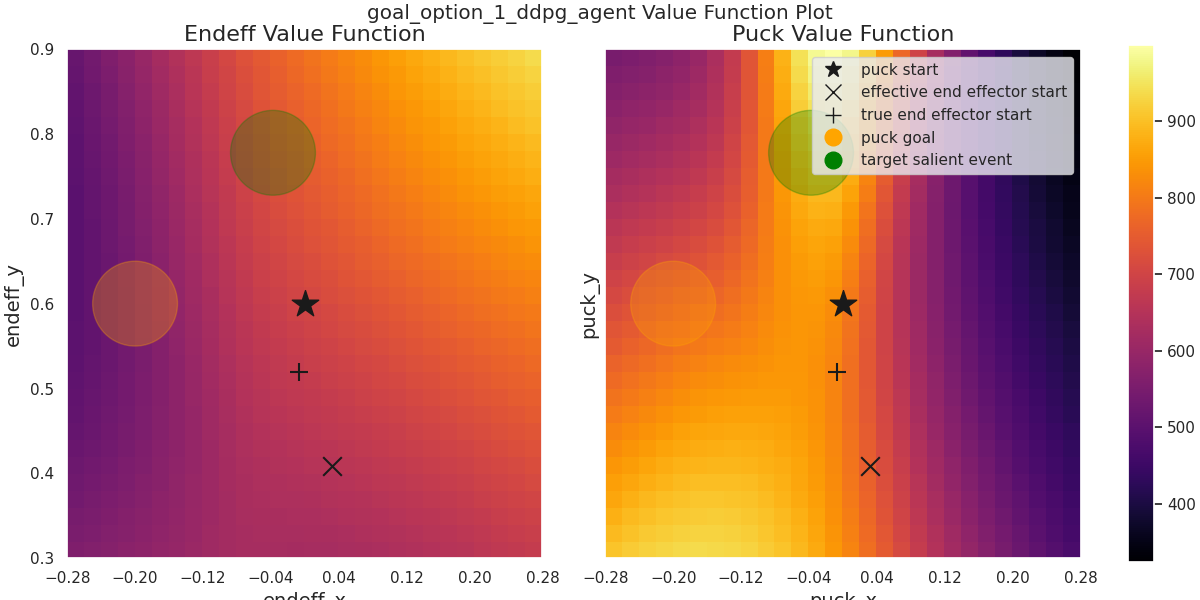 goal_option_1_ddpg_agent Value Function Plot
Endeff Value Function
Puck Value Function
puck start
effective end effector start
true end effector start
puck goal
target salient event
endeff_y
0.9
0.8
0.7
0.6
0.5
0.4
0.3
−0.28 −0.20 −0.12 −0.04 0.04 0.12 0.20 0.28
endeff_x
puck_y
−0.28 −0.20 −0.12 −0.04 0.04 0.12 0.20 0.28
puck_x
900
800
700
600
500
400